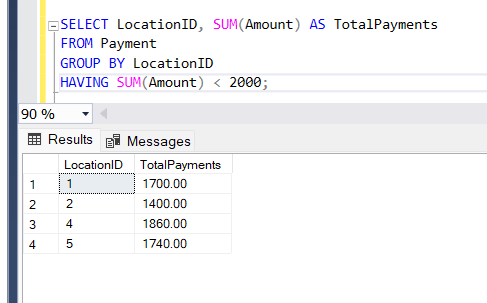 SELECT LocationID, SUM(Amount) AS TotalPayments
FROM Payment
GROUP BY LocationID
HAVING SUM(Amount) < 2000;
90 %
Results Messages
LocationID TotalPayments
1 1 1700.00
2 2 1400.00
3 4 1860.00
4 5 1740.00